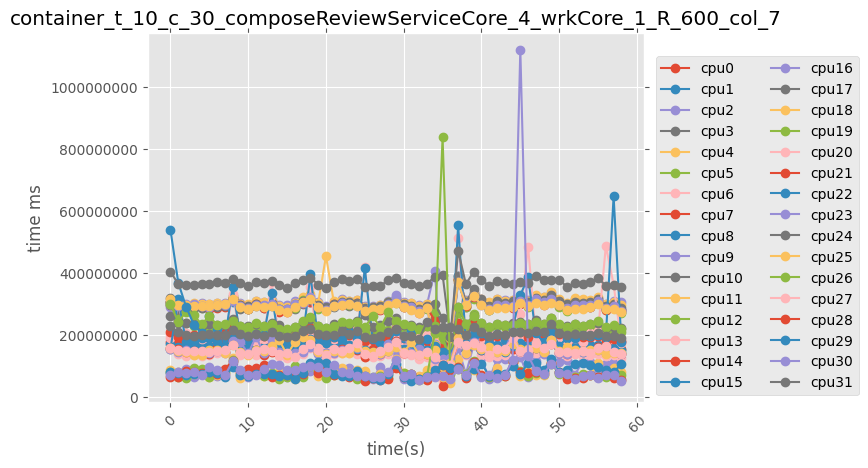 container_t_10_c_30_composeReviewServiceCore_4_wrkCore_1_R_600_col_7
time ms
1000000000
800000000
600000000
400000000
200000000
0
0
10
20
30
40
50
60
time(s)
cpu0
cpu1
cpu2
cpu3
cpu4
cpu5
cpu6
cpu7
cpu8
cpu9
cpu10
cpu11
cpu12
cpu13
cpu14
cpu15
cpu16
cpu17
cpu18
cpu19
cpu20
cpu21
cpu22
cpu23
cpu24
cpu25
cpu26
cpu27
cpu28
cpu29
cpu30
cpu31